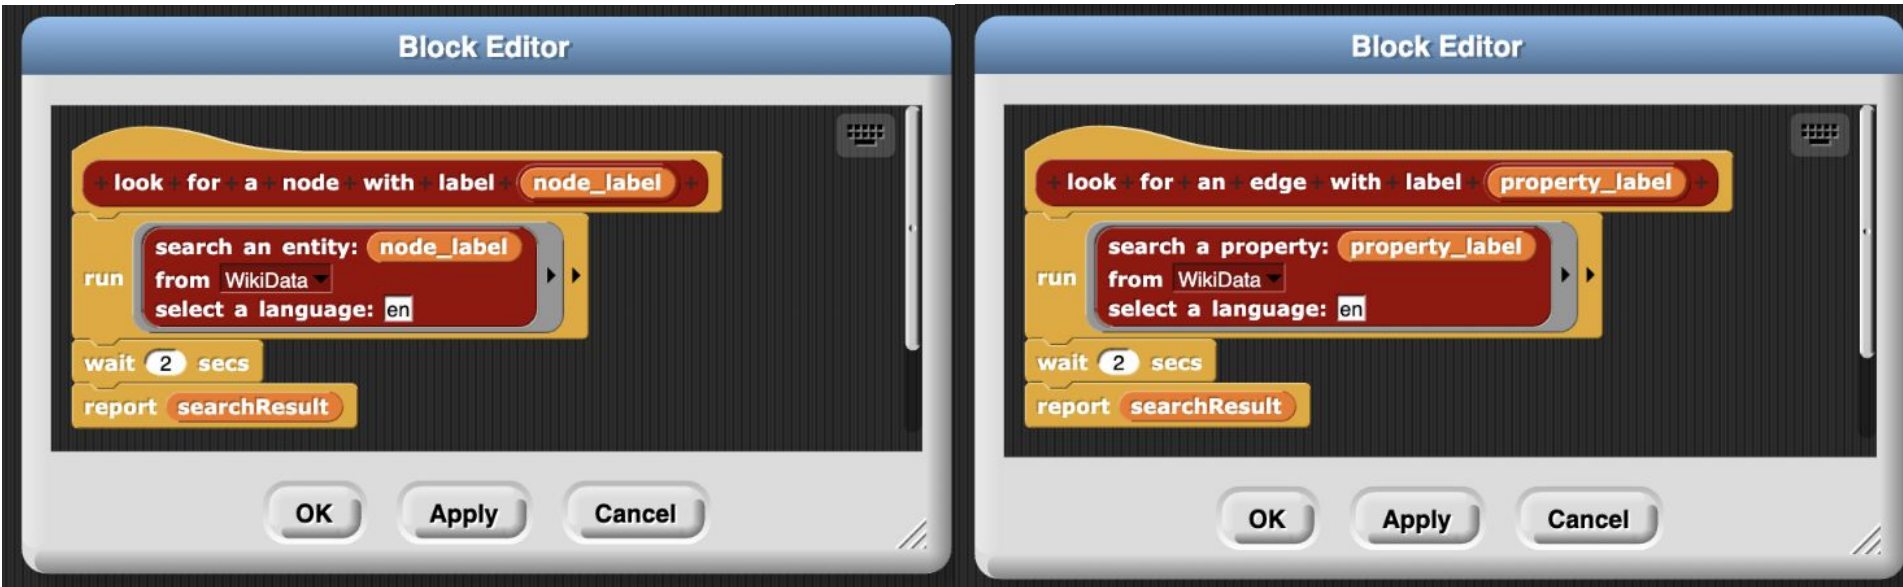 Block Editor
+ look + for + a + node + with + label + node_label +
run search an entity: node_label
from WikiData
select a language: en
wait 2 secs
report searchResult
OK Apply Cancel
Block Editor
+ look + for + an + edge + with + label + property_label +
run search a property: property_label
from WikiData
select a language: en
wait 2 secs
report searchResult
OK Apply Cancel